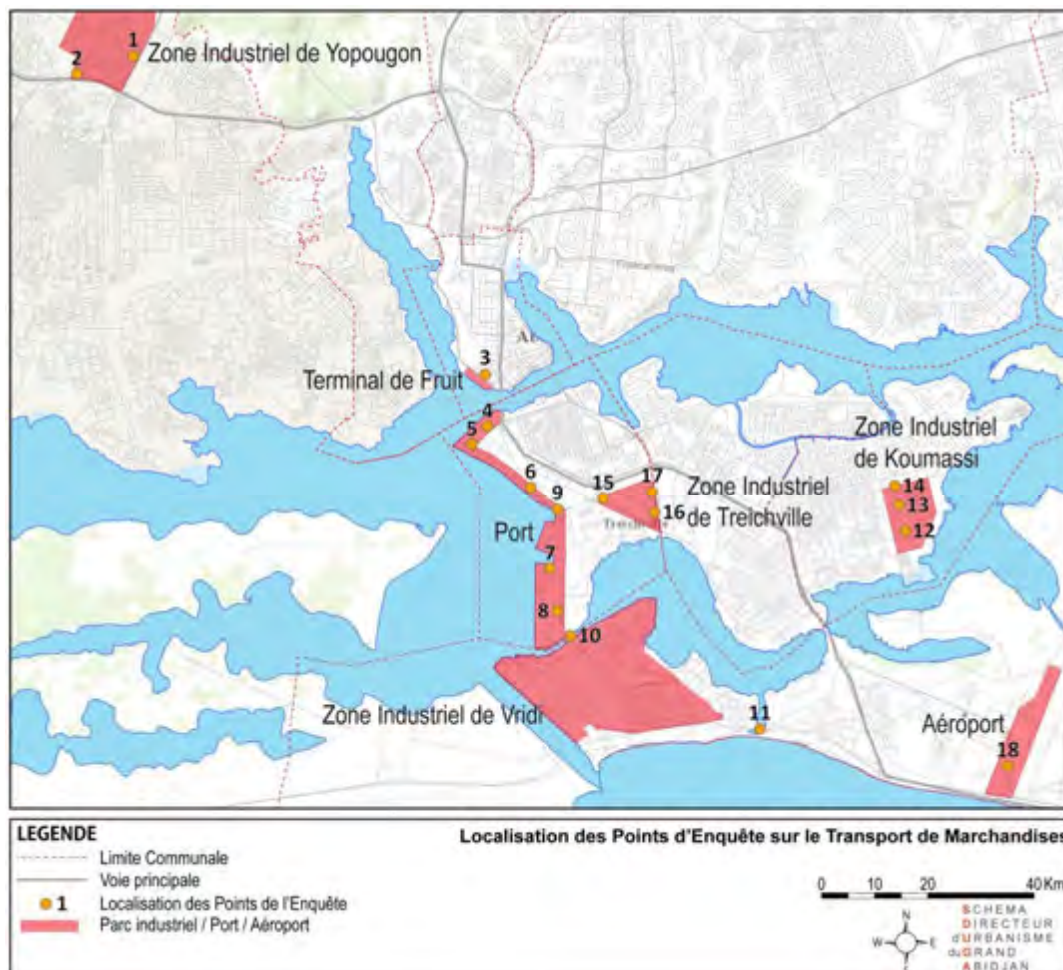 1
Zone Industriel de Yopougon
2
3
Terminal de Fruit
4
5
Zone Industriel
de Koumassi
6
14
17
15
Zone Industriel
9
13
16
de Treichville
Port
12
7
8
10
Zone Industriel de Vridi
11
Aéroport
18
LEGENDE
Localisation des Points d'Enquête sur le Transport de Marchandises
Limite Communale
Voie principale
1 Localisation des Points de l'Enquête
Parc industriel / Port / Aéroport
0 10 20 40 Km
N
W E
SCHEMA
DIRECTEUR
d'URBANISME
du GRAND
ABIDJAN